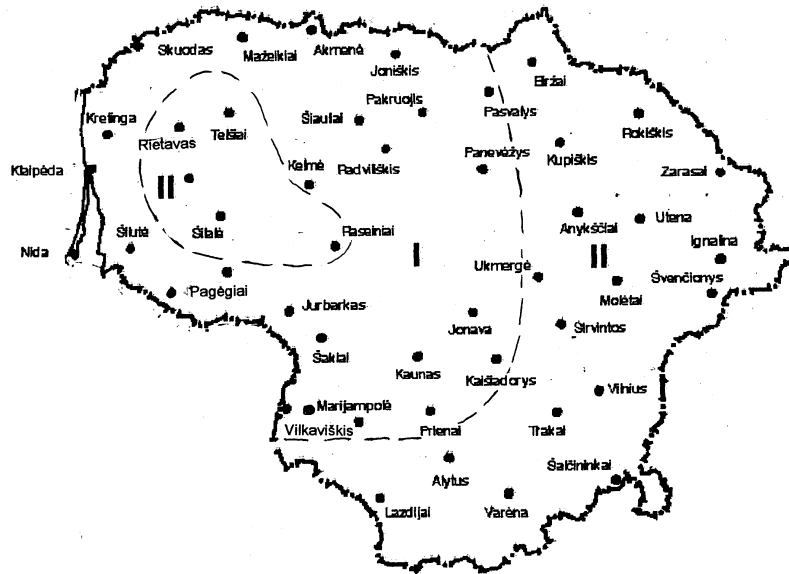 Skuodas
Mažeikiai
Akmenė
Joniškis
Biržai
Pakruojis
Pasvalys
Kretinga
Rietavas
Telšiai
Šiauliai
Rokiškis
Kelmė
Radviliškis
Panevėžys
Kupiškis
Zarasai
Klaipėda
II
Anykščiai
Utena
Šilutė
Šilalė
Raseiniai
I
II
Ignalina
Nida
Ukmergė
Švenčionys
Pagėgiai
Molėtai
Jurbarkas
Jonava
Širvintos
Šakiai
Kaunas
Kaišiadorys
Vilnius
Marijampolė
Vilkaviškis
Prienai
Trakai
Alytus
Šalčininkai
Lazdijai
Varėna